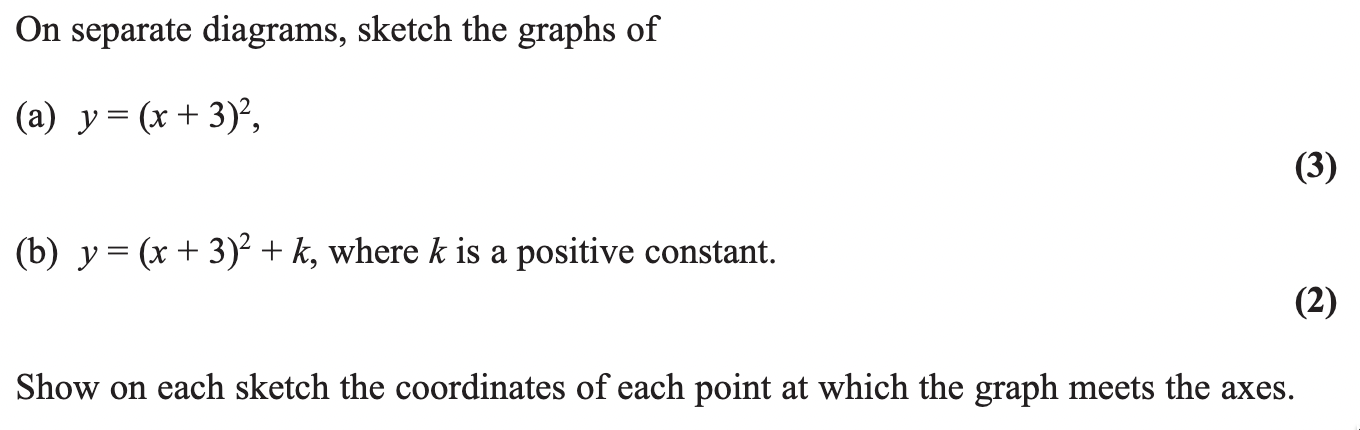 On separate diagrams, sketch the graphs of
(a) y = (x + 3)²,
(3)
(b) y = (x + 3)² + k, where k is a positive constant.
(2)
Show on each sketch the coordinates of each point at which the graph meets the axes.